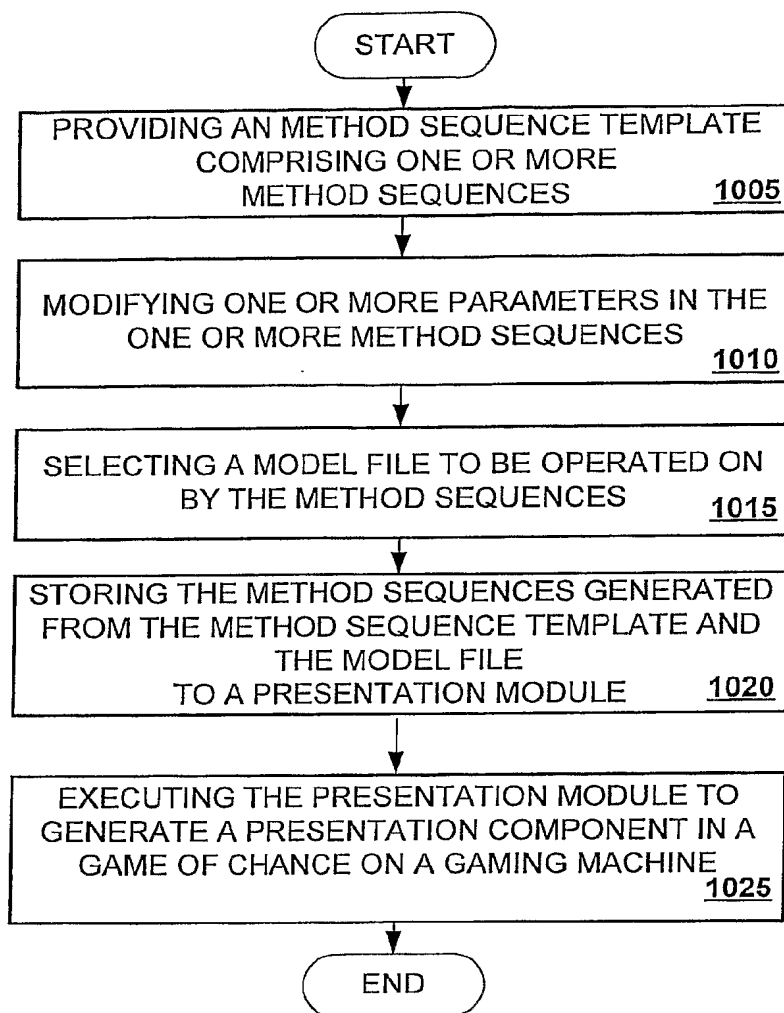 START
PROVIDING AN METHOD SEQUENCE TEMPLATE
COMPRISING ONE OR MORE
METHOD SEQUENCES 1005
MODIFYING ONE OR MORE PARAMETERS IN THE
ONE OR MORE METHOD SEQUENCES
1010
SELECTING A MODEL FILE TO BE OPERATED ON
BY THE METHOD SEQUENCES
1015
STORING THE METHOD SEQUENCES GENERATED
FROM THE METHOD SEQUENCE TEMPLATE AND
THE MODEL FILE
TO A PRESENTATION MODULE 1020
EXECUTING THE PRESENTATION MODULE TO
GENERATE A PRESENTATION COMPONENT IN A
GAME OF CHANCE ON A GAMING MACHINE
1025
END